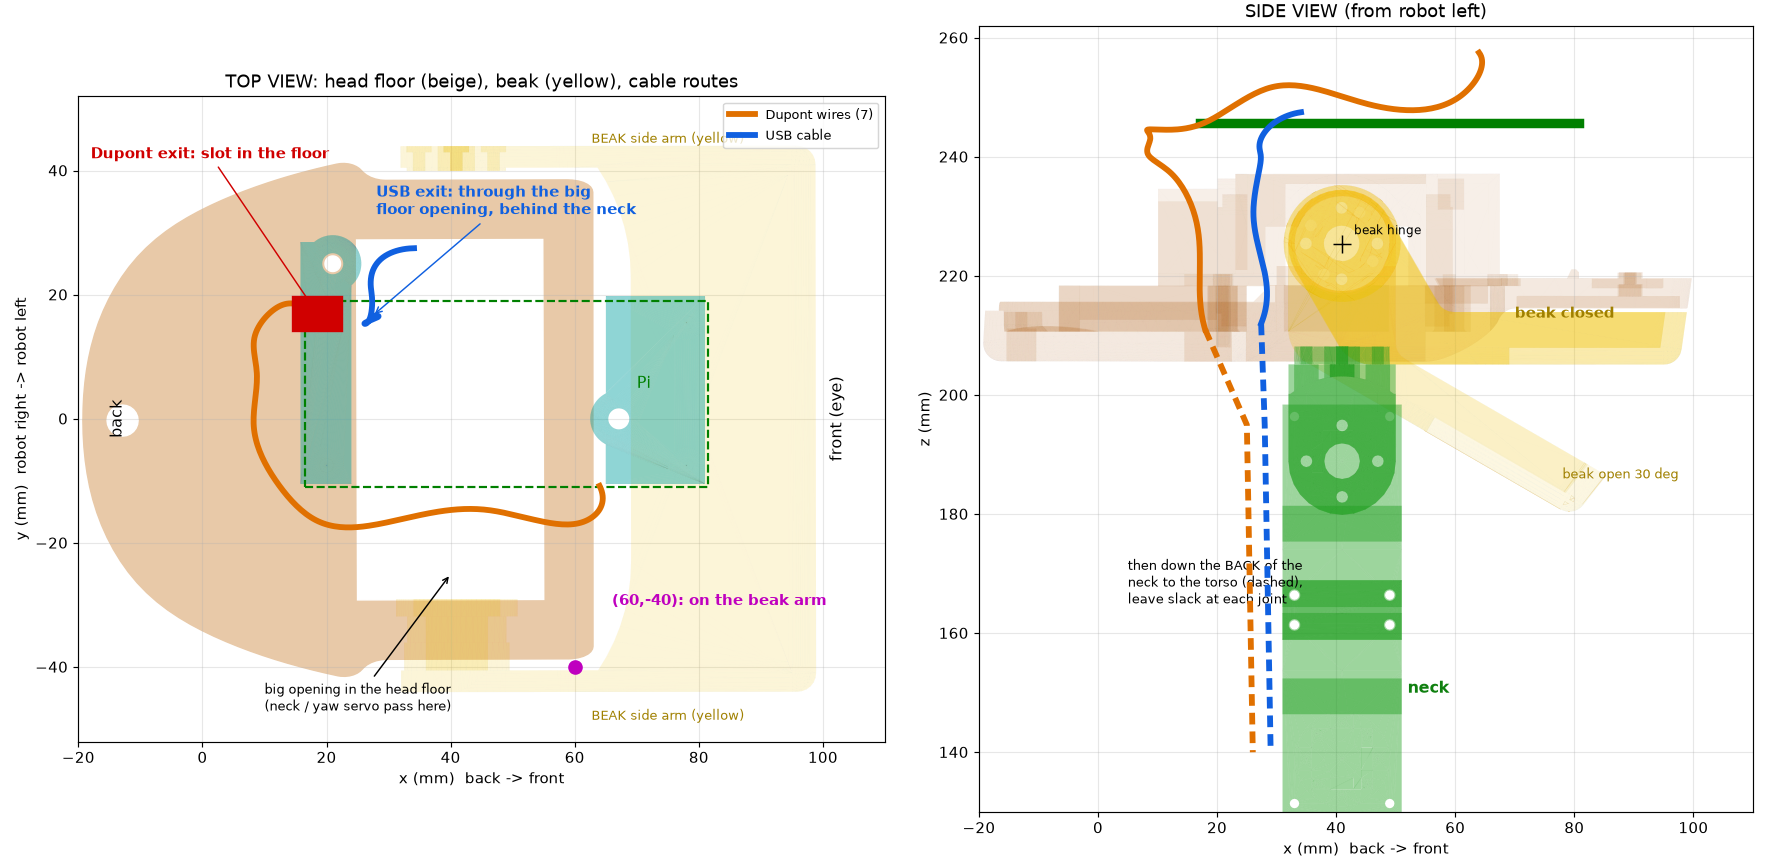 TOP VIEW: head floor (beige), beak (yellow), cable routes
Dupont wires (7)
USB cable
BEAK side arm (yellow)
Dupont exit: slot in the floor
USB exit: through the big
floor opening, behind the neck
Pi
back
front (eye)
(60,-40): on the beak arm
big opening in the head floor
(neck / yaw servo pass here)
BEAK side arm (yellow)
y (mm)  robot right -> robot left
40
20
0
−20
−40
−20
0
20
40
60
80
100
x (mm)  back -> front
SIDE VIEW (from robot left)
beak hinge
beak closed
beak open 30 deg
then down the BACK of the
neck to the torso (dashed),
leave slack at each joint
neck
z (mm)
260
240
220
200
180
160
140
−20
0
20
40
60
80
100
x (mm)  back -> front